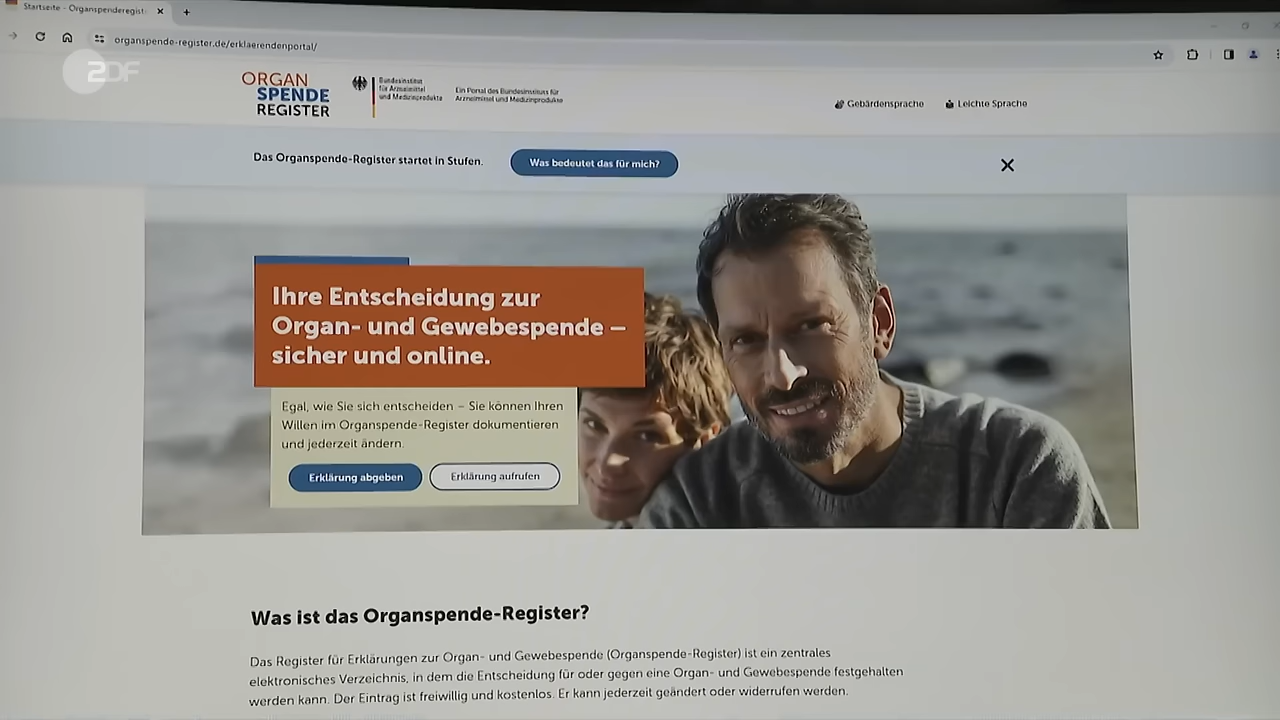 Startseite - Organspenderegist
organspende-register.de/erklaerendenportal/
2DF
ORGAN
SPENDE
REGISTER
Bundesinstitut
für Arzneimittel
und Medizinprodukte
Ein Portal des Bundesinstituts für
Arzneimittel und Medizinprodukte
Gebärdensprache
Leichte Sprache
Das Organspende-Register startet in Stufen.
Was bedeutet das für mich?
Ihre Entscheidung zur
Organ- und Gewebespende –
sicher und online.
Egal, wie Sie sich entscheiden – Sie können Ihren
Willen im Organspende-Register dokumentieren
und jederzeit ändern.
Erklärung abgeben
Erklärung aufrufen
Was ist das Organspende-Register?
Das Register für Erklärungen zur Organ- und Gewebespende (Organspende-Register) ist ein zentrales
elektronisches Verzeichnis, in dem die Entscheidung für oder gegen eine Organ- und Gewebespende festgehalten
werden kann. Der Eintrag ist freiwillig und kostenlos. Er kann jederzeit geändert oder widerrufen werden.